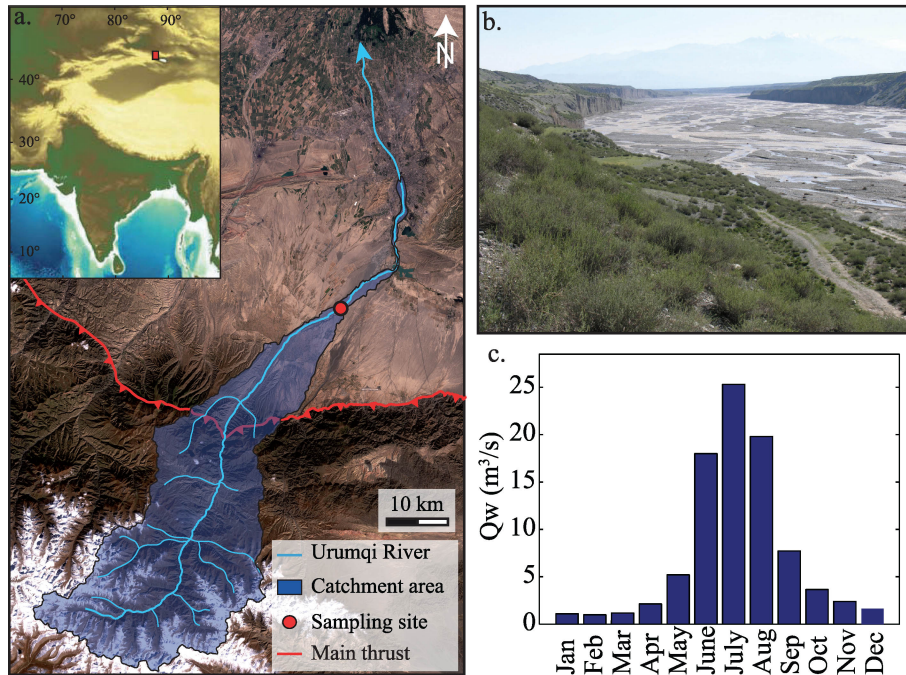 a.
70° 80° 90°
40°
30°
20°
10°
N
10 km
Urumqi River
Catchment area
Sampling site
Main thrust
b.
c.
Qw (m³/s)
25
20
15
10
5
0
Jan Feb Mar Apr May June July Aug Sep Oct Nov Dec